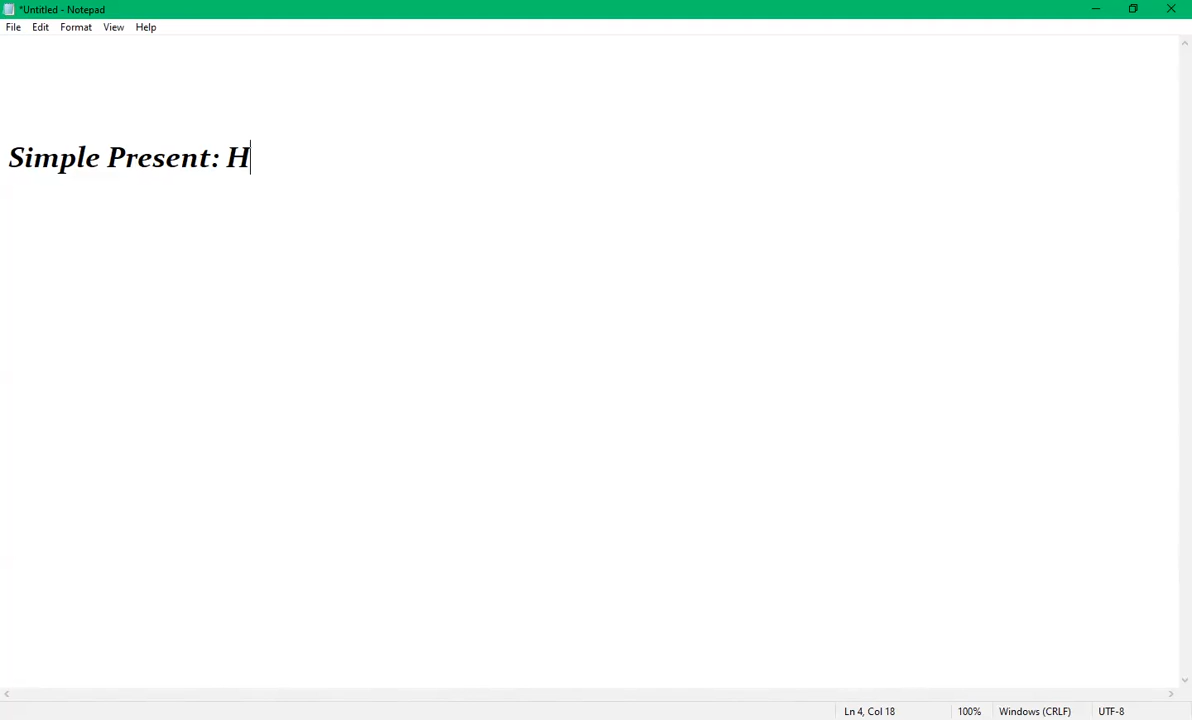 *Untitled - Notepad
File Edit Format View Help
Simple Present: H
Ln 4, Col 18 100% Windows (CRLF) UTF-8